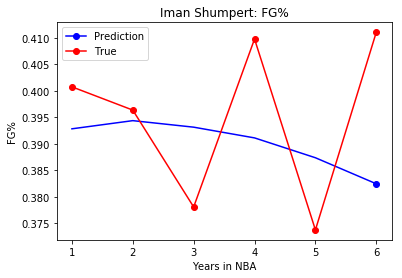 Iman Shumpert: FG%
Prediction
True
FG%
0.410
0.405
0.400
0.395
0.390
0.385
0.380
0.375
1 2 3 4 5 6
Years in NBA